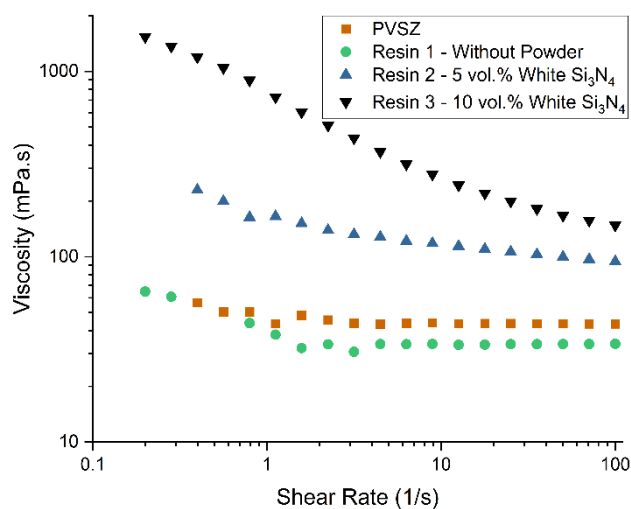 PVSZ
Resin 1 - Without Powder
Resin 2 - 5 vol.% White Si₃N₄
Resin 3 - 10 vol.% White Si₃N₄
1000
100
10
Viscosity (mPa.s)
0.1
1
10
100
Shear Rate (1/s)